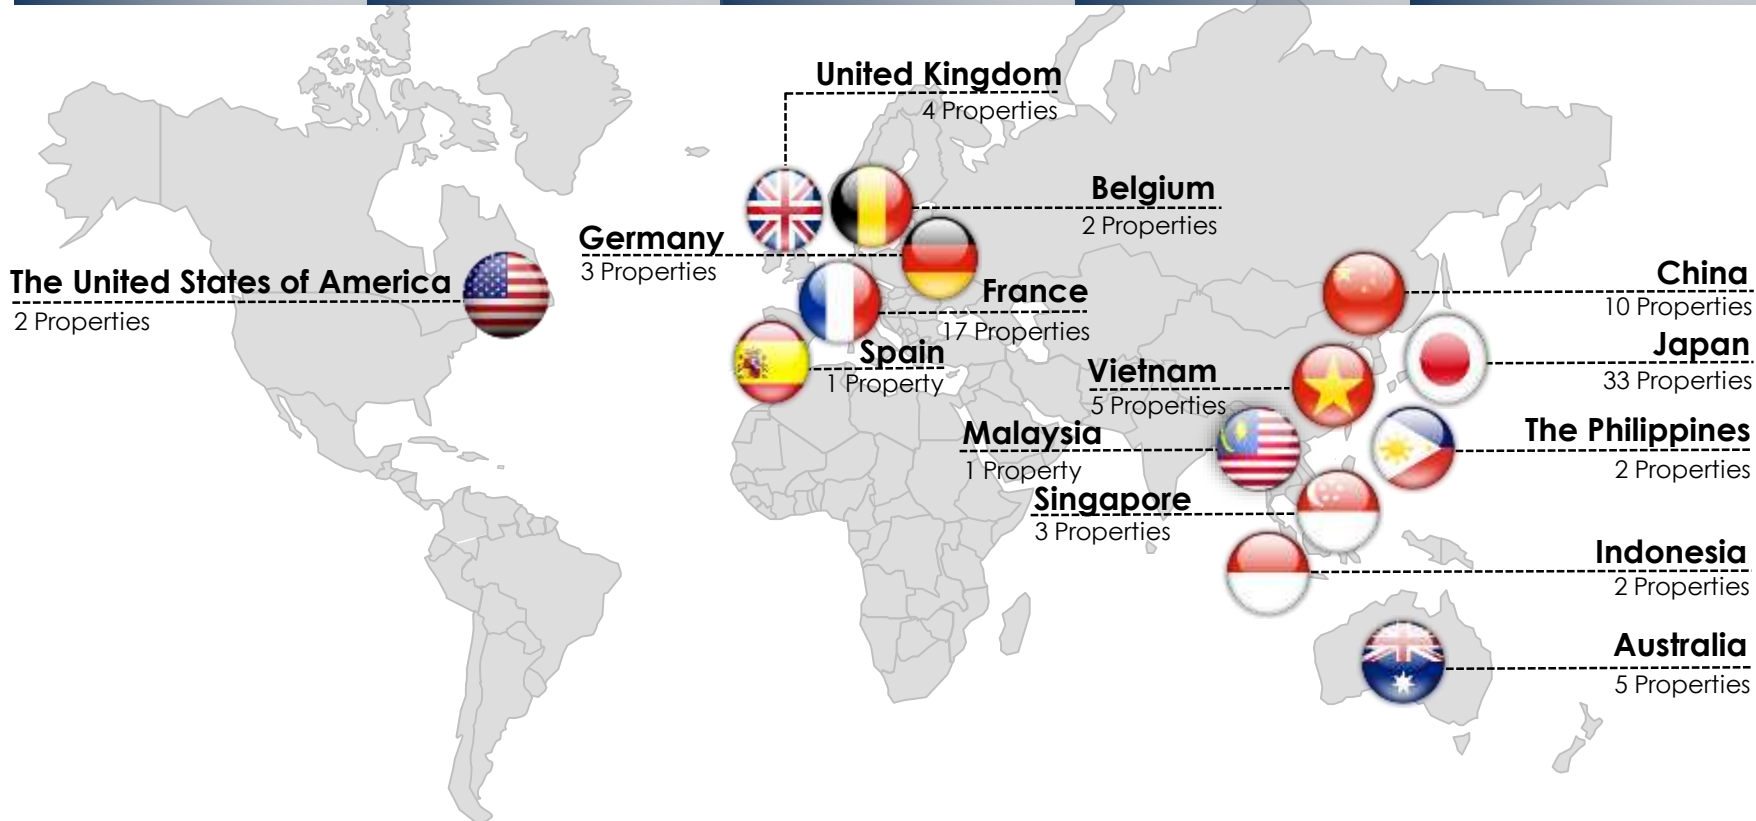 United Kingdom
4 Properties
Belgium
2 Properties
Germany
3 Properties
The United States of America
2 Properties
France
17 Properties
China
10 Properties
Spain
1 Property
Japan
33 Properties
Vietnam
5 Properties
Malaysia
1 Property
The Philippines
2 Properties
Singapore
3 Properties
Indonesia
2 Properties
Australia
5 Properties